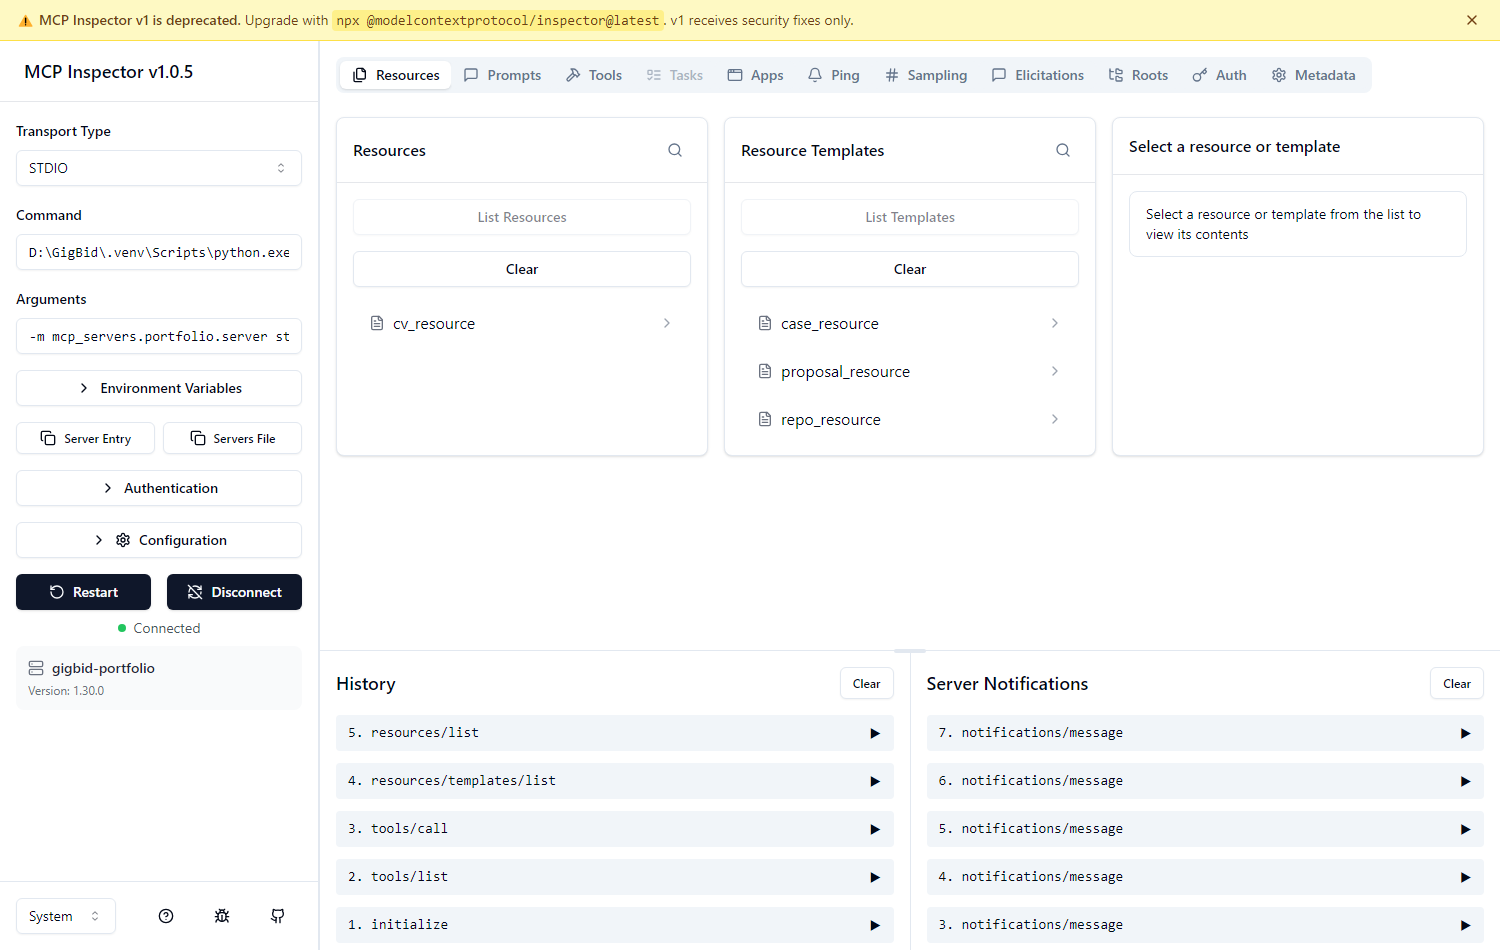 MCP Inspector v1 is deprecated. Upgrade with npx @modelcontextprotocol/inspector@latest. v1 receives security fixes only.
MCP Inspector v1.0.5
Transport Type
STDIO
Command
D:\GigBid\.venv\Scripts\python.exe
Arguments
-m mcp_servers.portfolio.server st
Environment Variables
Server Entry
Servers File
Authentication
Configuration
Restart
Disconnect
Connected
gigbid-portfolio
Version: 1.30.0
System
Resources
Prompts
Tools
Tasks
Apps
Ping
Sampling
Elicitations
Roots
Auth
Metadata
Resources
List Resources
Clear
cv_resource
Resource Templates
List Templates
Clear
case_resource
proposal_resource
repo_resource
Select a resource or template
Select a resource or template from the list to
view its contents
History
Clear
5. resources/list
4. resources/templates/list
3. tools/call
2. tools/list
1. initialize
Server Notifications
Clear
7. notifications/message
6. notifications/message
5. notifications/message
4. notifications/message
3. notifications/message